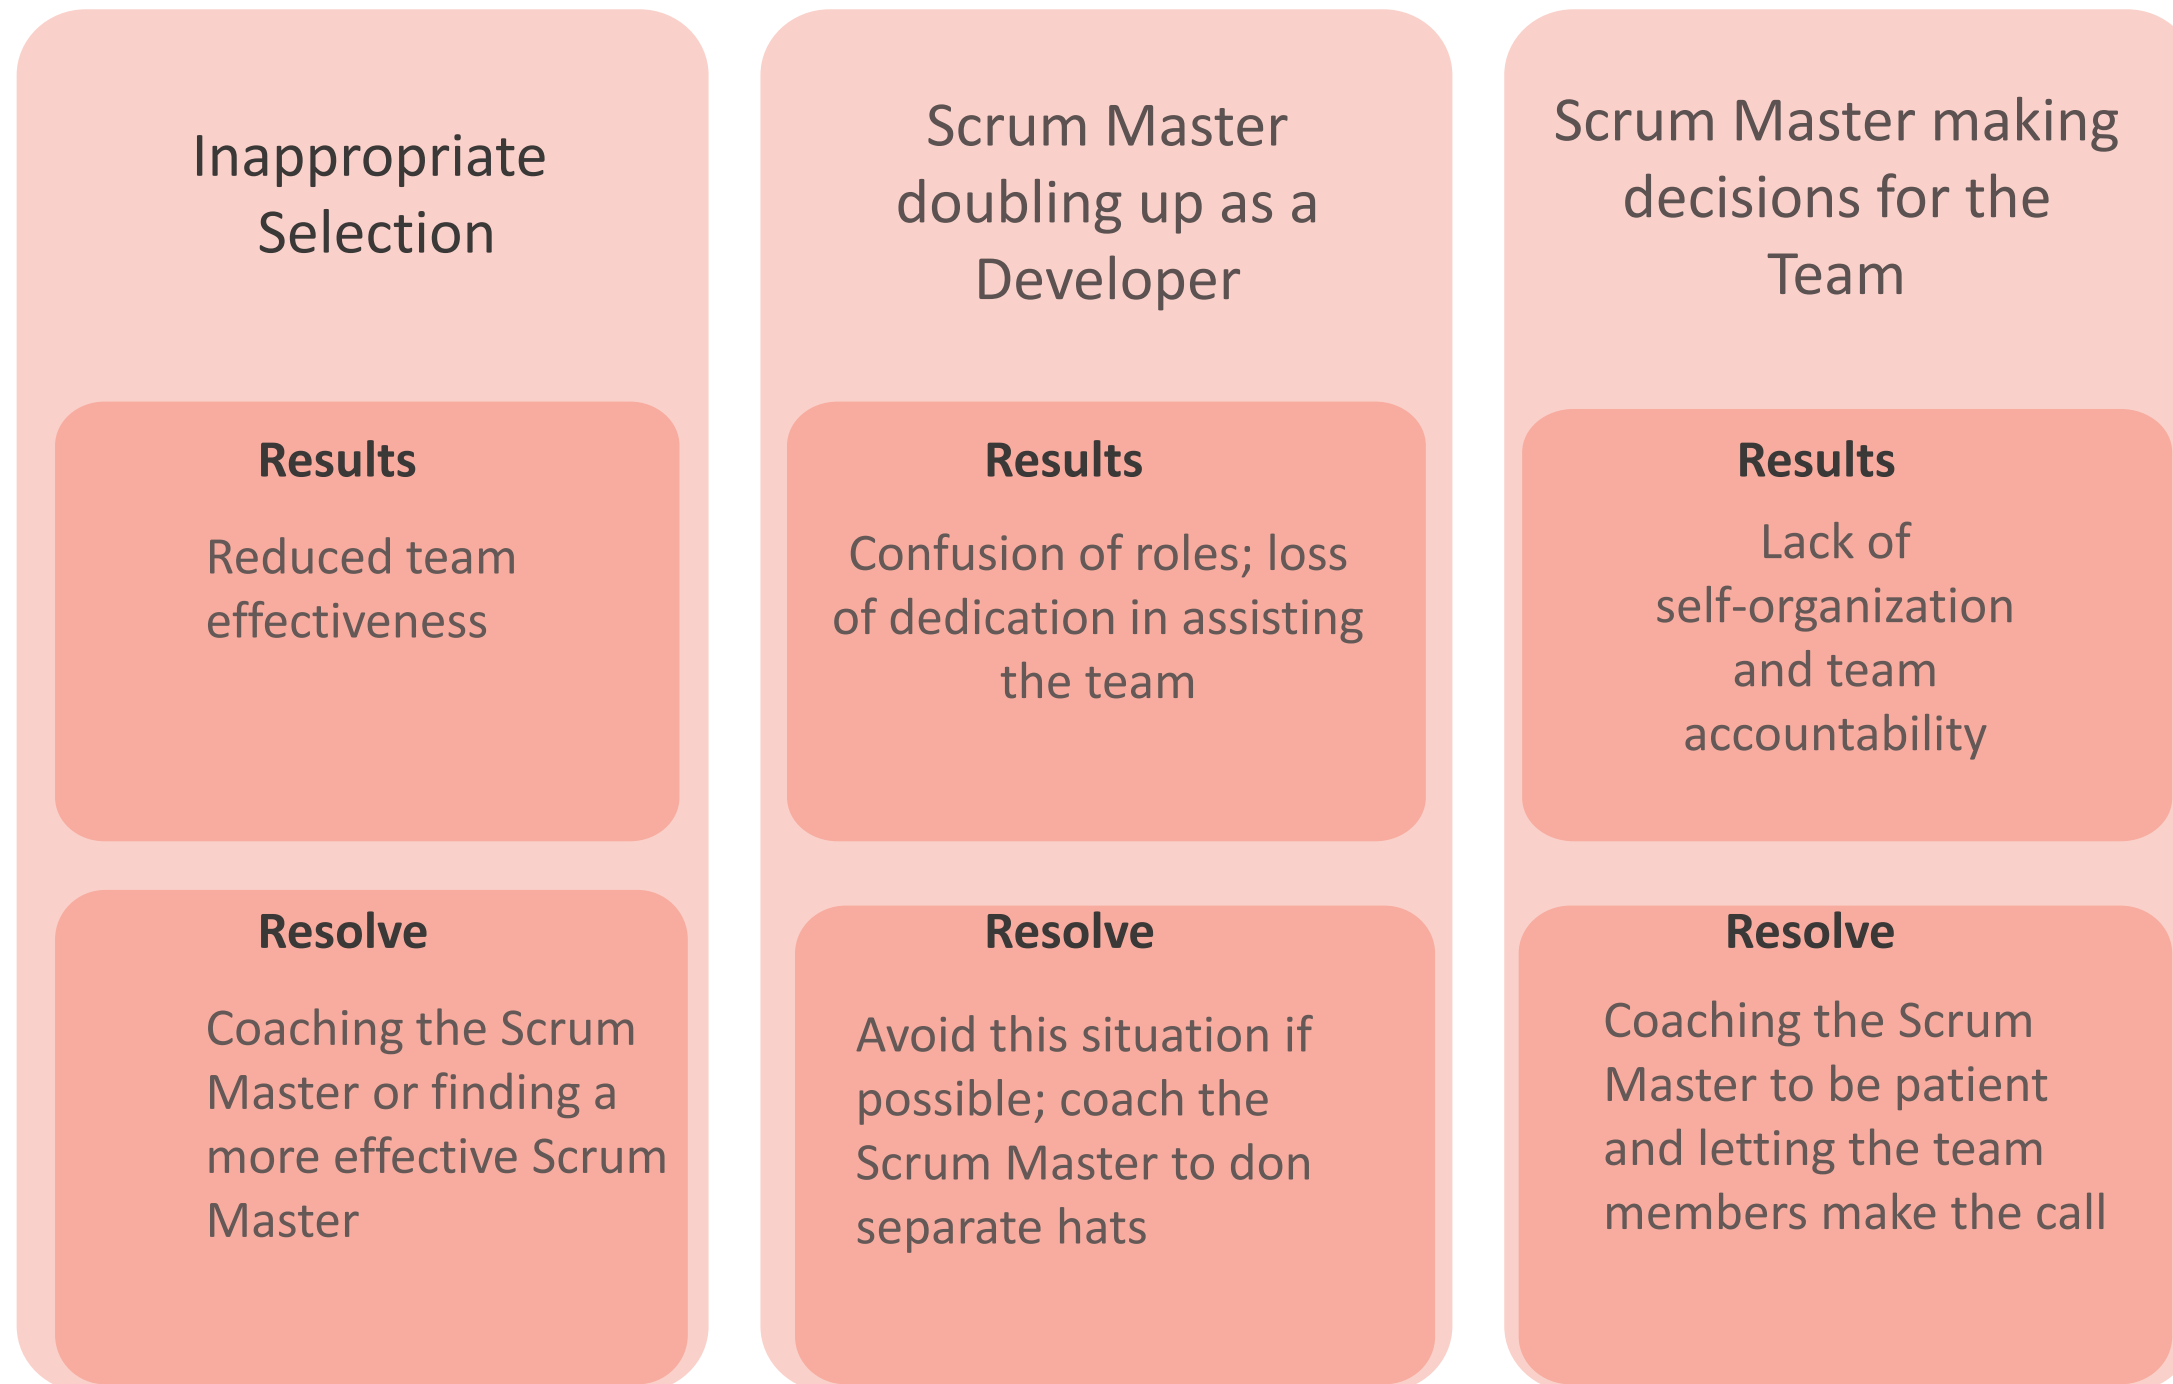 Inappropriate
Selection
Results
Reduced team
effectiveness
Resolve
Coaching the Scrum
Master or finding a
more effective Scrum
Master
Scrum Master
doubling up as a
Developer
Results
Confusion of roles; loss
of dedication in assisting
the team
Resolve
Avoid this situation if
possible; coach the
Scrum Master to don
separate hats
Scrum Master making
decisions for the
Team
Results
Lack of
self-organization
and team
accountability
Resolve
Coaching the Scrum
Master to be patient
and letting the team
members make the call